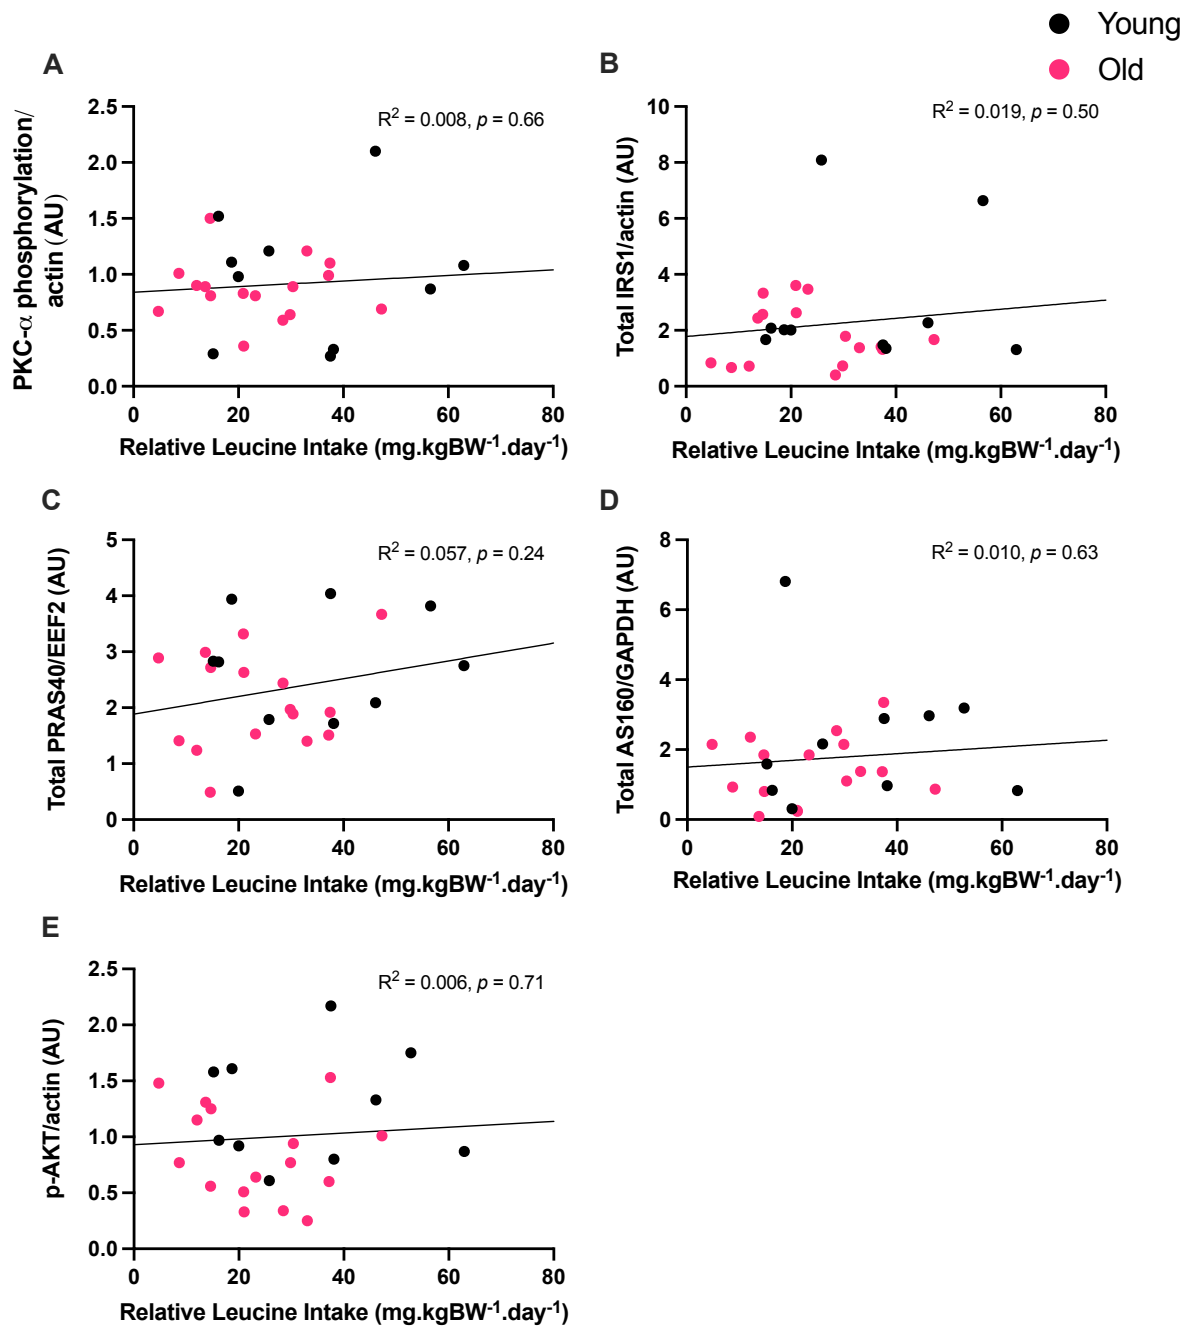 Young
Old
A
R² = 0.008, p = 0.66
PKC-α phosphorylation/
actin (AU)
2.5
2.0
1.5
1.0
0.5
0.0
0 20 40 60 80
Relative Leucine Intake (mg.kgBW⁻¹.day⁻¹)
B
R² = 0.019, p = 0.50
Total IRS1/actin (AU)
10
8
6
4
2
0
0 20 40 60 80
Relative Leucine Intake (mg.kgBW⁻¹.day⁻¹)
C
R² = 0.057, p = 0.24
Total PRAS40/EEF2 (AU)
5
4
3
2
1
0
0 20 40 60 80
Relative Leucine Intake (mg.kgBW⁻¹.day⁻¹)
D
R² = 0.010, p = 0.63
Total AS160/GAPDH (AU)
8
6
4
2
0
0 20 40 60 80
Relative Leucine Intake (mg.kgBW⁻¹.day⁻¹)
E
R² = 0.006, p = 0.71
p-AKT/actin (AU)
2.5
2.0
1.5
1.0
0.5
0.0
0 20 40 60 80
Relative Leucine Intake (mg.kgBW⁻¹.day⁻¹)